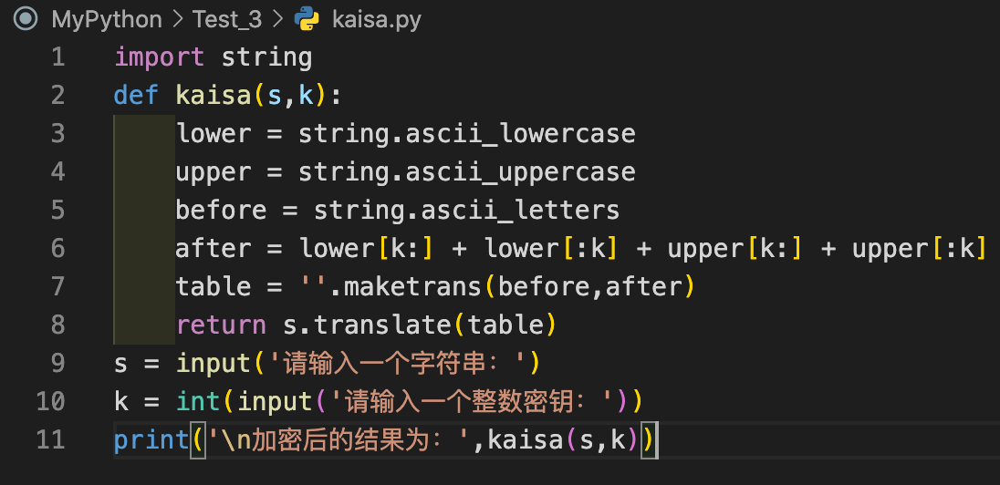 MyPython > Test_3 > kaisa.py
1 import string
2 def kaisa(s,k):
3     lower = string.ascii_lowercase
4     upper = string.ascii_uppercase
5     before = string.ascii_letters
6     after = lower[k:] + lower[:k] + upper[k:] + upper[:k]
7     table = ''.maketrans(before,after)
8     return s.translate(table)
9 s = input('请输入一个字符串：')
10 k = int(input('请输入一个整数密钥：'))
11 print('\n加密后的结果为：',kaisa(s,k))